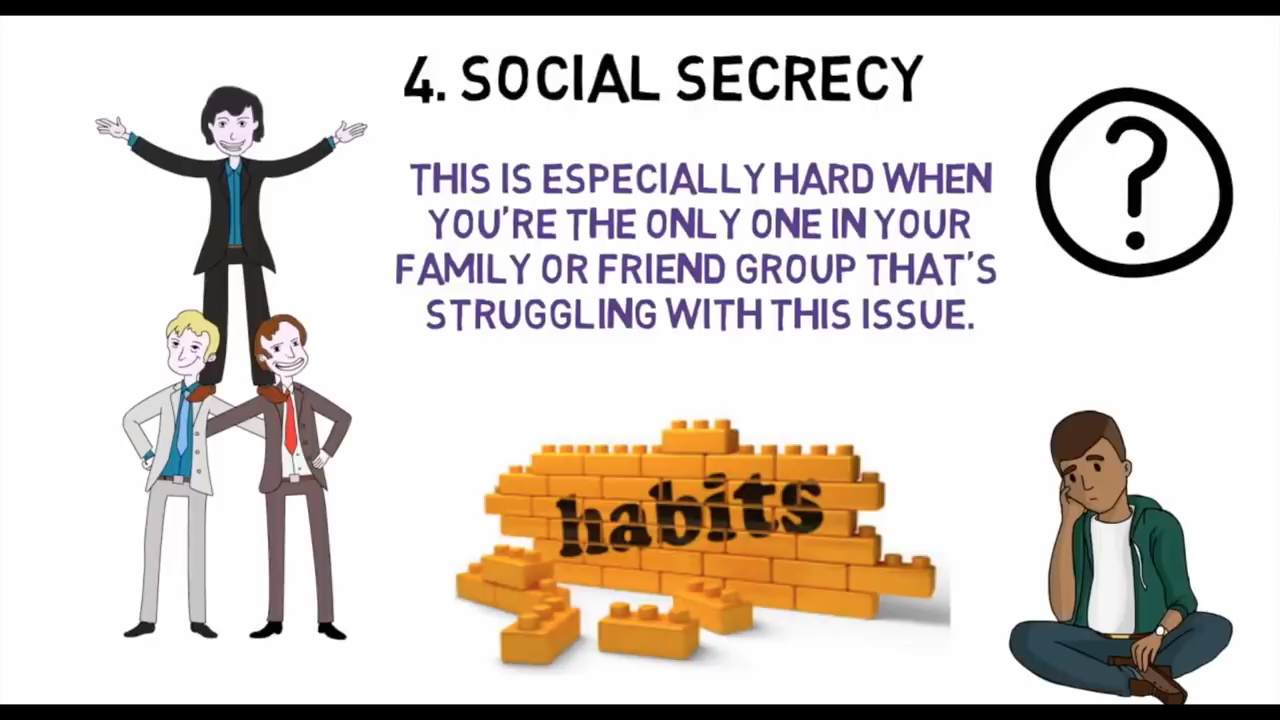 4. SOCIAL SECRECY
THIS IS ESPECIALLY HARD WHEN
YOU'RE THE ONLY ONE IN YOUR
FAMILY OR FRIEND GROUP THAT'S
STRUGGLING WITH THIS ISSUE.
?
habits